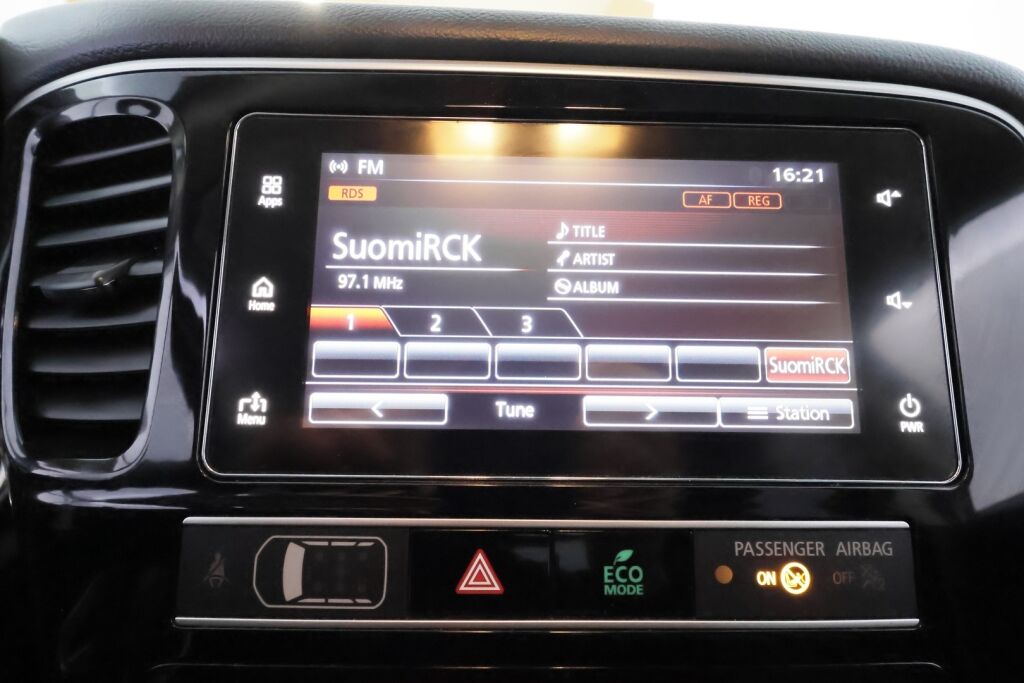 FM 16:21
RDS AF REG
Apps
SuomiRCK
97.1 MHz
TITLE
ARTIST
ALBUM
Home
1 2 3
SuomiRCK
< Tune > Station
Menu
PWR
PASSENGER AIRBAG
ON OFF
ECO
MODE